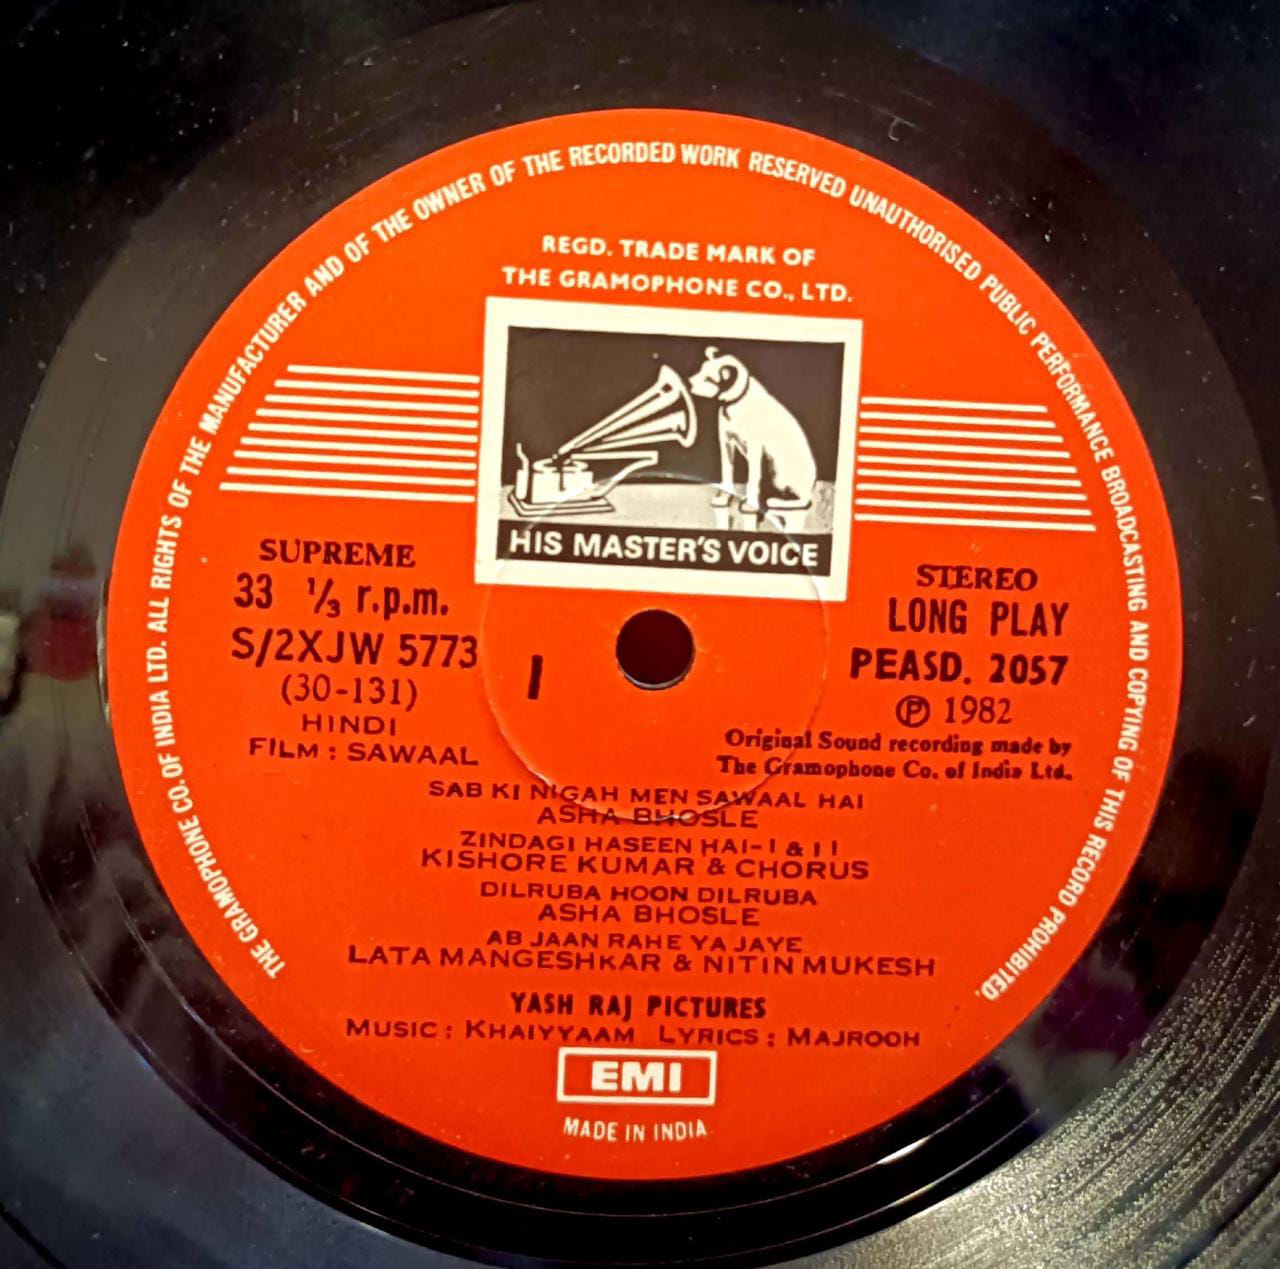 THE GRAMOPHONE CO. OF INDIA LTD. ALL RIGHTS OF THE MANUFACTURER AND OF THE OWNER OF THE RECORDED WORK RESERVED UNAUTHORISED PUBLIC PERFORMANCE BROADCASTING AND COPYING OF THIS RECORD PROHIBITED.
REGD. TRADE MARK OF
THE GRAMOPHONE CO., LTD.
HIS MASTER'S VOICE
SUPREME
33 ⅓ r.p.m.
S/2XJW 5773
(30-131)
HINDI
FILM : SAWAAL
1
STEREO
LONG PLAY
PEASD. 2057
℗ 1982
Original Sound recording made by
The Gramophone Co. of India Ltd.
SAB KI NIGAH MEN SAWAAL HAI
ASHA BHOSLE
ZINDAGI HASEEN HAI-I & II
KISHORE KUMAR & CHORUS
DILRUBA HOON DILRUBA
ASHA BHOSLE
AB JAAN RAHE YA JAYE
LATA MANGESHKAR & NITIN MUKESH
YASH RAJ PICTURES
MUSIC : KHAIYYAAM LYRICS : MAJROOH
EMI
MADE IN INDIA